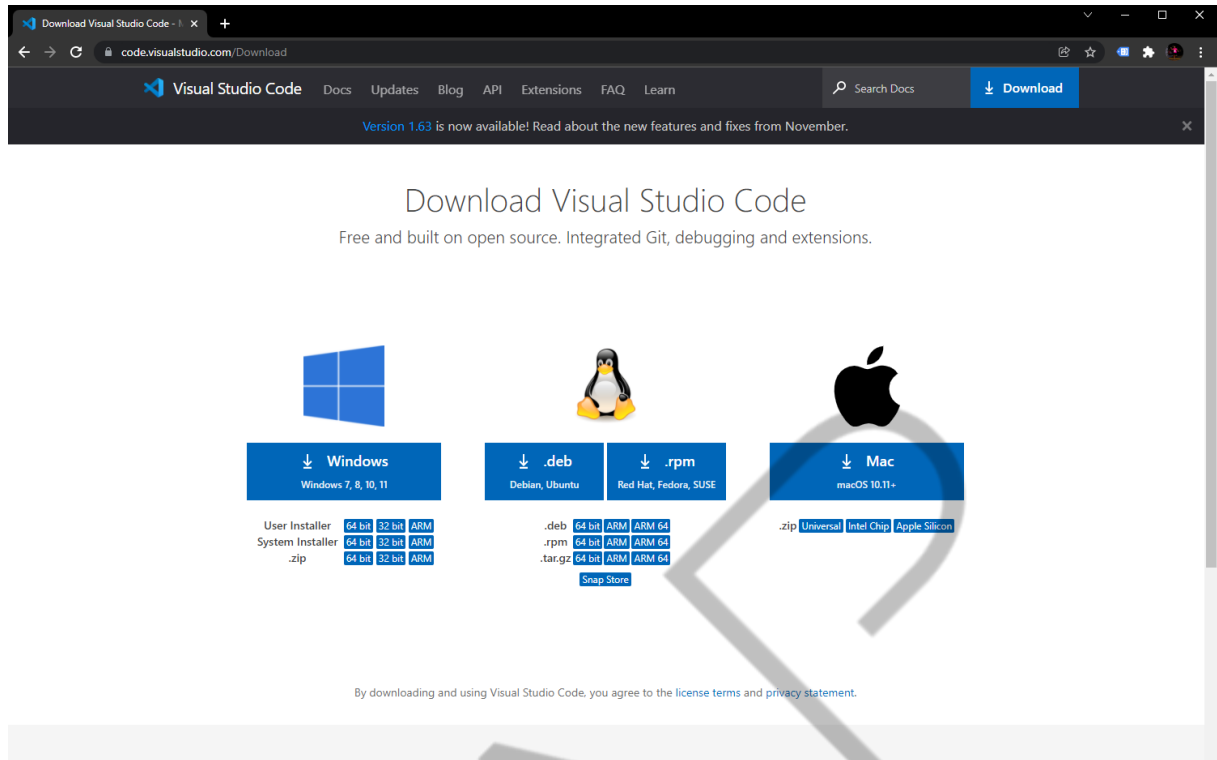 Download Visual Studio Code - M
code.visualstudio.com/Download
Visual Studio Code Docs Updates Blog API Extensions FAQ Learn Search Docs Download
Version 1.63 is now available! Read about the new features and fixes from November.
Download Visual Studio Code
Free and built on open source. Integrated Git, debugging and extensions.
Windows
Windows 7, 8, 10, 11
User Installer 64 bit 32 bit ARM
System Installer 64 bit 32 bit ARM
.zip 64 bit 32 bit ARM
.deb
Debian, Ubuntu
.rpm
Red Hat, Fedora, SUSE
.deb 64 bit ARM ARM 64
.rpm 64 bit ARM ARM 64
.tar.gz 64 bit ARM ARM 64
Snap Store
Mac
macOS 10.11+
.zip Universal Intel Chip Apple Silicon
By downloading and using Visual Studio Code, you agree to the license terms and privacy statement.